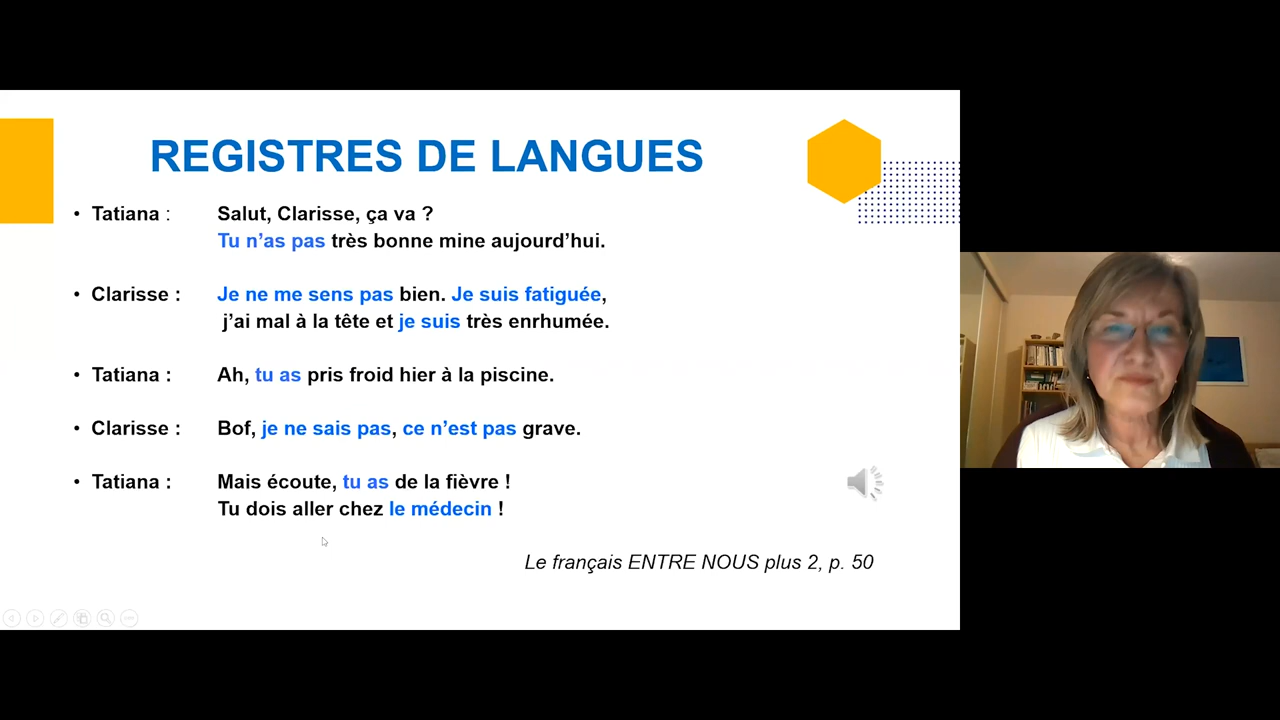 REGISTRES DE LANGUES
• Tatiana : Salut, Clarisse, ça va ?
Tu n’as pas très bonne mine aujourd’hui.
• Clarisse : Je ne me sens pas bien. Je suis fatiguée,
j’ai mal à la tête et je suis très enrhumée.
• Tatiana : Ah, tu as pris froid hier à la piscine.
• Clarisse : Bof, je ne sais pas, ce n’est pas grave.
• Tatiana : Mais écoute, tu as de la fièvre !
Tu dois aller chez le médecin !
Le français ENTRE NOUS plus 2, p. 50